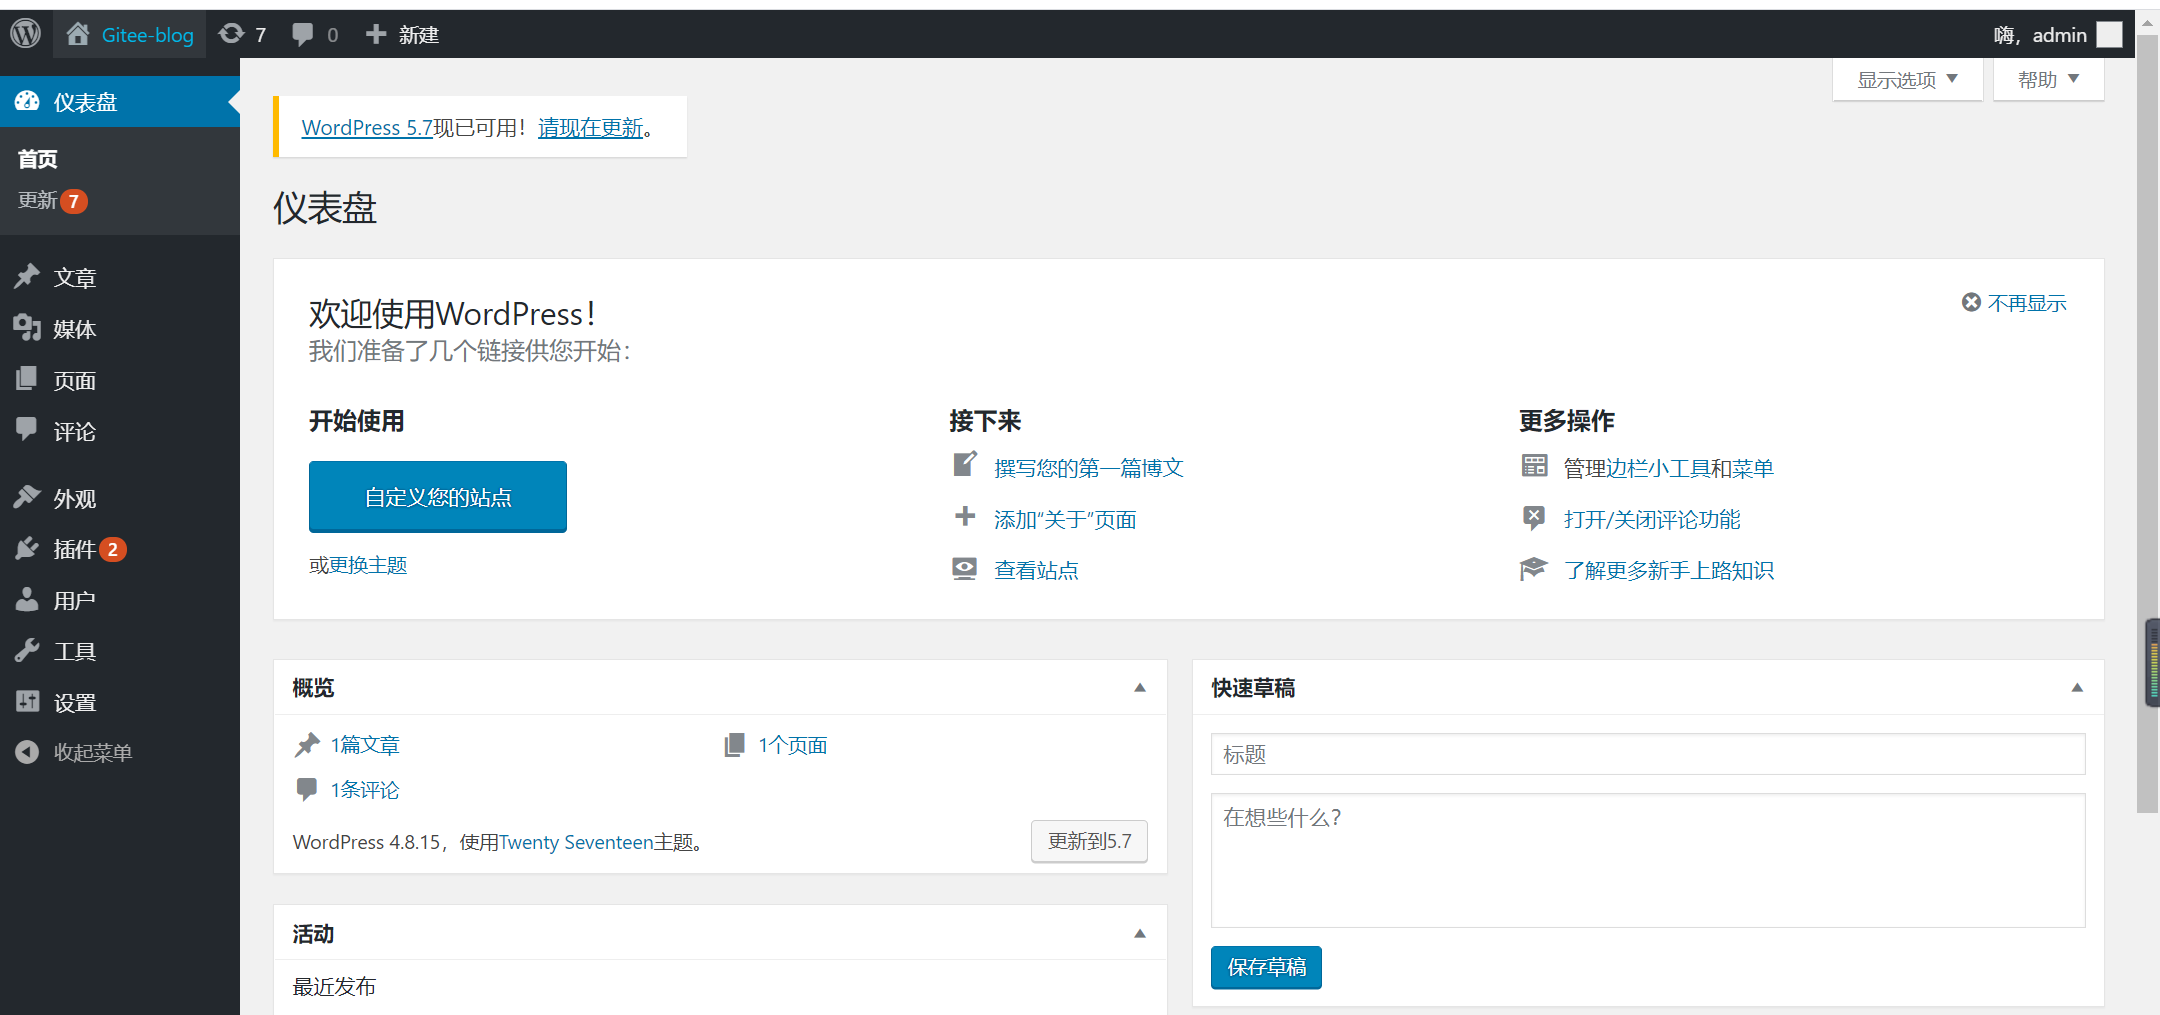 Gitee-blog 7 0 新建 嗨，admin
显示选项 帮助
仪表盘
首页
更新 7
文章
媒体
页面
评论
外观
插件 2
用户
工具
设置
收起菜单
WordPress 5.7现已可用！请现在更新。
仪表盘
欢迎使用WordPress！
不再显示
我们准备了几个链接供您开始：
开始使用
自定义您的站点
或更换主题
接下来
撰写您的第一篇博文
添加“关于”页面
查看站点
更多操作
管理边栏小工具和菜单
打开/关闭评论功能
了解更多新手上路知识
概览
1篇文章
1个页面
1条评论
WordPress 4.8.15，使用Twenty Seventeen主题。
更新到5.7
活动
最近发布
快速草稿
标题
在想些什么？
保存草稿